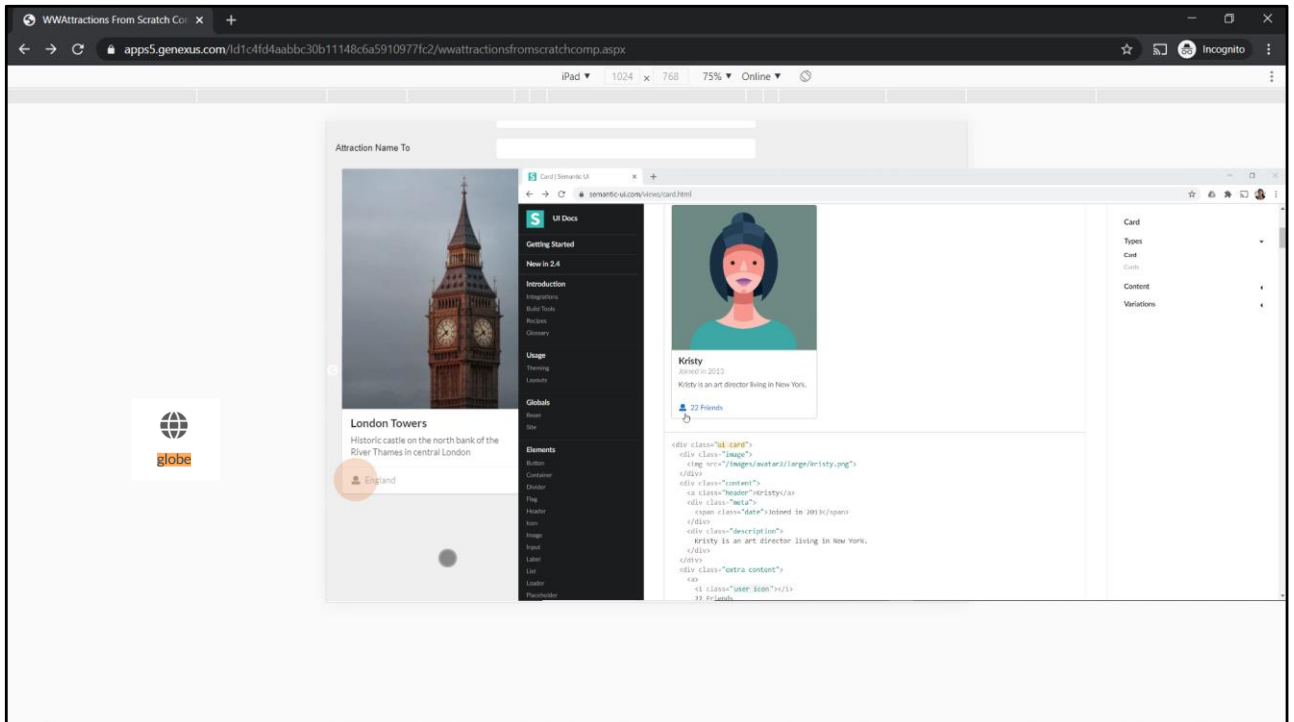 WWAttractions From Scratch Co
apps5.genexus.com/Id1c4fd4aabbc30b11148c6a5910977fc2/wwattractionsfromscratchcomp.aspx
Incognito
iPad ▼ 1024 x 768 75% ▼ Online ▼
Attraction Name To
globe
London Towers
Historic castle on the north bank of the
River Thames in central London
England
Card | Semantic UI
semantic-ui.com/views/card.html
UI Docs
Getting Started
New in 2.4
Introduction
Integrations
Build Tools
Recipes
Glossary
Usage
Theming
Layouts
Globals
Reset
Site
Elements
Button
Container
Divider
Flag
Header
Icon
Image
Input
Label
List
Loader
Placeholder
Kristy
Joined in 2013
Kristy is an art director living in New York.
22 Friends
<div class="ui card">
<div class="image">
<img src="/images/avatar2/large/kristy.png">
</div>
<div class="content">
<a class="header">Kristy</a>
<div class="meta">
<span class="date">Joined in 2013</span>
</div>
<div class="description">
Kristy is an art director living in New York.
</div>
</div>
<div class="extra content">
<a>
<i class="user icon"></i>
22 Friends
Card
Types
Card
Cards
Content
Variations